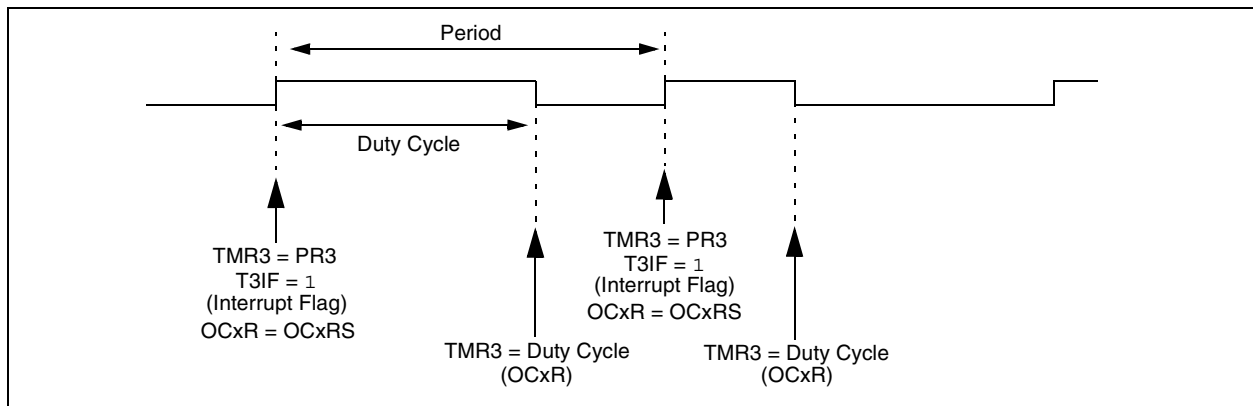 Period
Duty Cycle
TMR3 = PR3
T3IF = 1
(Interrupt Flag)
OCxR = OCxRS
TMR3 = Duty Cycle
(OCxR)
TMR3 = PR3
T3IF = 1
(Interrupt Flag)
OCxR = OCxRS
TMR3 = Duty Cycle
(OCxR)